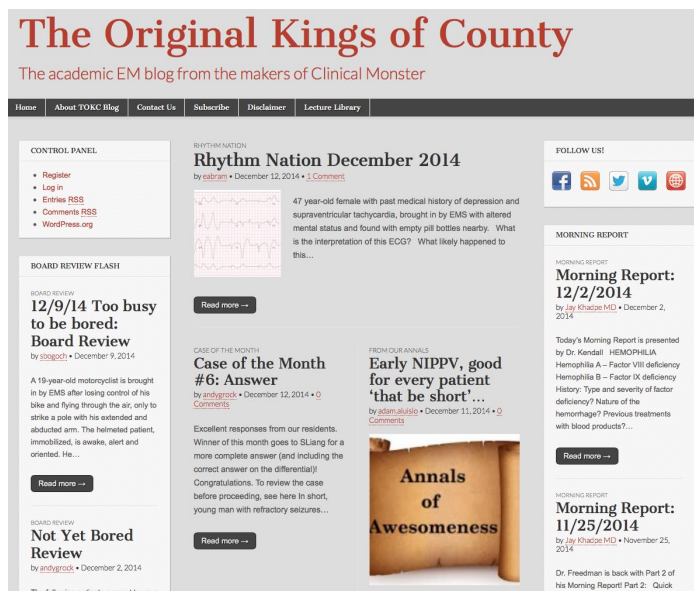 The Original Kings of County
The academic EM blog from the makers of Clinical Monster
Home
About TOKC Blog
Contact Us
Subscribe
Disclaimer
Lecture Library
CONTROL PANEL
Register
Log in
Entries RSS
Comments RSS
WordPress.org
BOARD REVIEW FLASH
BOARD REVIEW
12/9/14 Too busy
to be bored:
Board Review
by sbogoch • December 9, 2014
A 19-year-old motorcyclist is brought
in by EMS after losing control of his
bike and flying through the air, only to
strike a pole with his extended and
abducted arm. The helmeted patient,
immobilized, is awake, alert and
oriented. He…
Read more →
BOARD REVIEW
Not Yet Bored
Review
by andygrock • December 2, 2014
RHYTHM NATION
Rhythm Nation December 2014
by eabram • December 12, 2014 • 1 Comment
47 year-old female with past medical history of depression and
supraventricular tachycardia, brought in by EMS with altered
mental status and found with empty pill bottles nearby. What
is the interpretation of this ECG? What likely happened to
this…
Read more →
CASE OF THE MONTH
Case of the Month
#6: Answer
by andygrock • December 12, 2014 • 0
Comments
Excellent responses from our residents.
Winner of this month goes to SLiang for a
more complete answer (and including the
correct answer on the differential)!
Congratulations. To review the case
before proceeding, see here In short,
young man with refractory seizures…
Read more →
FROM OUR ANNALS
Early NIPPV, good
for every patient
‘that be short’…
by adam.aluisio • December 11, 2014 • 0
Comments
Annals
of
Awesomeness
FOLLOW US!
MORNING REPORT
MORNING REPORT
Morning Report:
12/2/2014
by Jay Khadpe MD • December 2,
2014
Today's Morning Report is presented
by Dr. Kendall HEMOPHILIA
Hemophilia A – Factor VIII deficiency
Hemophilia B – Factor IX deficiency
History: Type and severity of factor
deficiency? Nature of the
hemorrhage? Previous treatments
with blood products?…
Read more →
MORNING REPORT
Morning Report:
11/25/2014
by Jay Khadpe MD • November 25,
2014
Dr. Freedman is back with Part 2 of
his Morning Report! Part 2: Quick